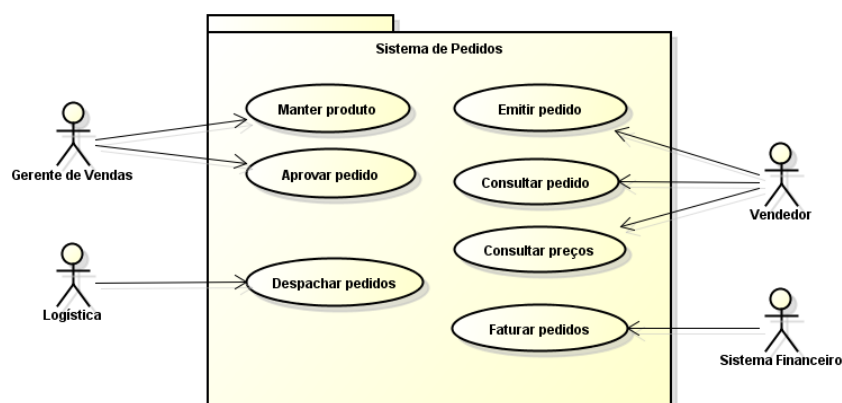 Sistema de Pedidos
Manter produto
Emitir pedido
Gerente de Vendas
Aprovar pedido
Consultar pedido
Vendedor
Consultar preços
Logística
Despachar pedidos
Faturar pedidos
Sistema Financeiro